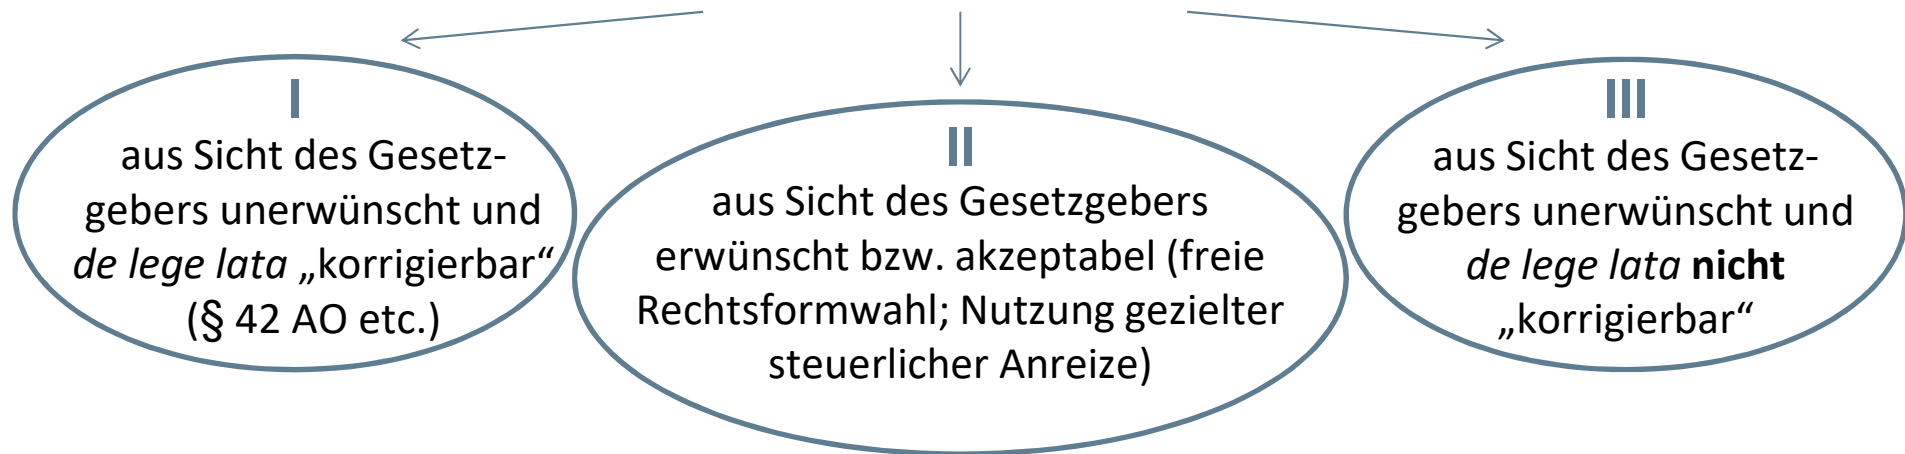 I
aus Sicht des Gesetz-
gebers unerwünscht und
de lege lata „korrigierbar“
(§ 42 AO etc.)
II
aus Sicht des Gesetzgebers
erwünscht bzw. akzeptabel (freie
Rechtsformwahl; Nutzung gezielter
steuerlicher Anreize)
III
aus Sicht des Gesetz-
gebers unerwünscht und
de lege lata nicht
„korrigierbar“